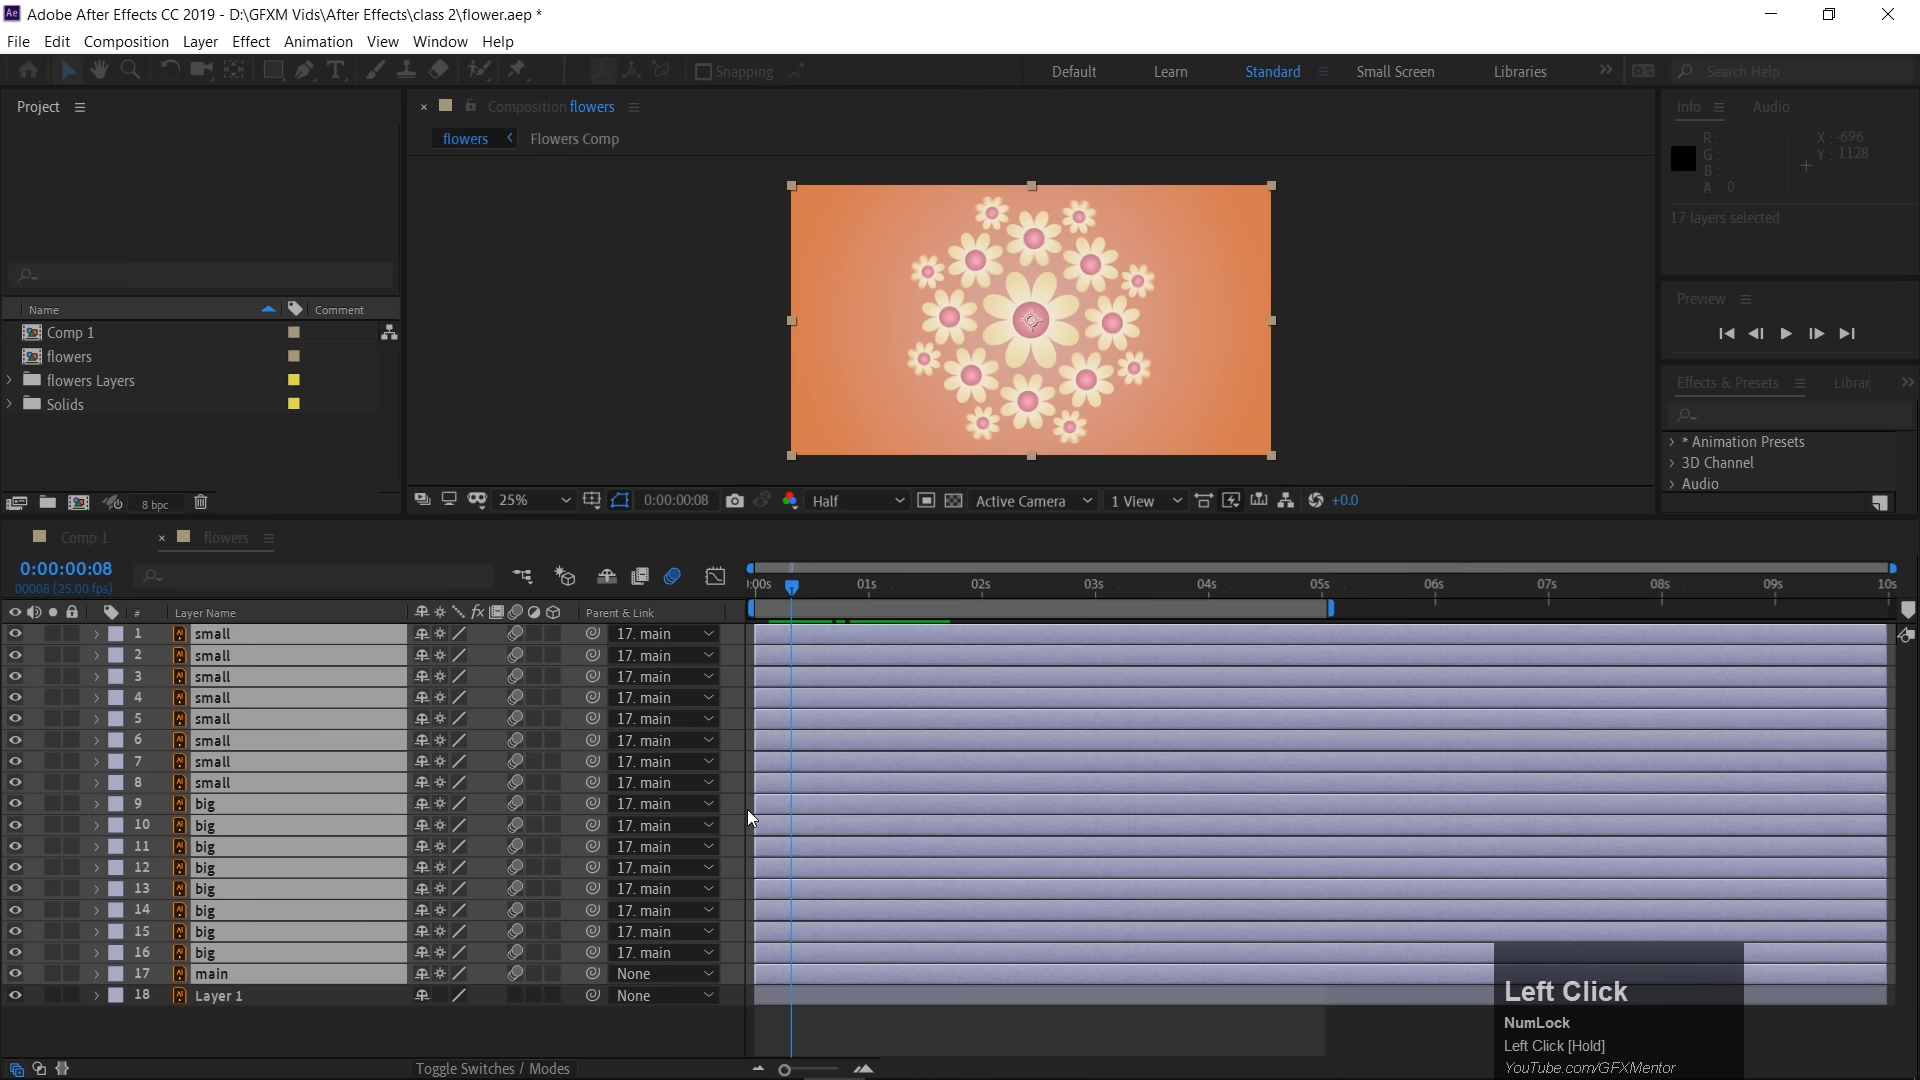 Adobe After Effects CC 2019 - D:\GFXM Vids\After Effects\class 2\flower.aep *
File Edit Composition Layer Effect Animation View Window Help
Snapping Default Learn Standard Small Screen Libraries Search Help
Project
Composition flowers
flowers Flowers Comp
Info Audio
R: X: -696
G: Y: 1128
B:
A: 0
17 layers selected
Preview
Effects & Presets Librar
* Animation Presets
3D Channel
Audio
Name Comment
Comp 1
flowers
flowers Layers
Solids
8 bpc
25% 0:00:00:08 Half Active Camera 1 View +0.0
Comp 1 flowers
0:00:00:08
00008 (25.00 fps)
):00s 01s 02s 03s 04s 05s 06s 07s 08s 09s 10s
# Layer Name Parent & Link
1 small 17. main
2 small 17. main
3 small 17. main
4 small 17. main
5 small 17. main
6 small 17. main
7 small 17. main
8 small 17. main
9 big 17. main
10 big 17. main
11 big 17. main
12 big 17. main
13 big 17. main
14 big 17. main
15 big 17. main
16 big 17. main
17 main None
18 Layer 1 None
Toggle Switches / Modes
Left Click
NumLock
Left Click [Hold]
YouTube.com/GFXMentor